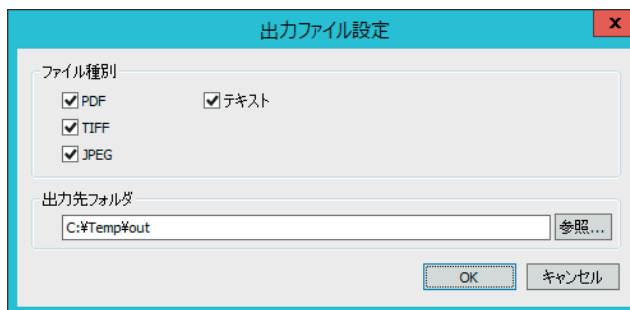 出力ファイル設定
x
ファイル種別
PDF
テキスト
TIFF
JPEG
出力先フォルダ
C:¥Temp¥out
参照...
OK
キャンセル